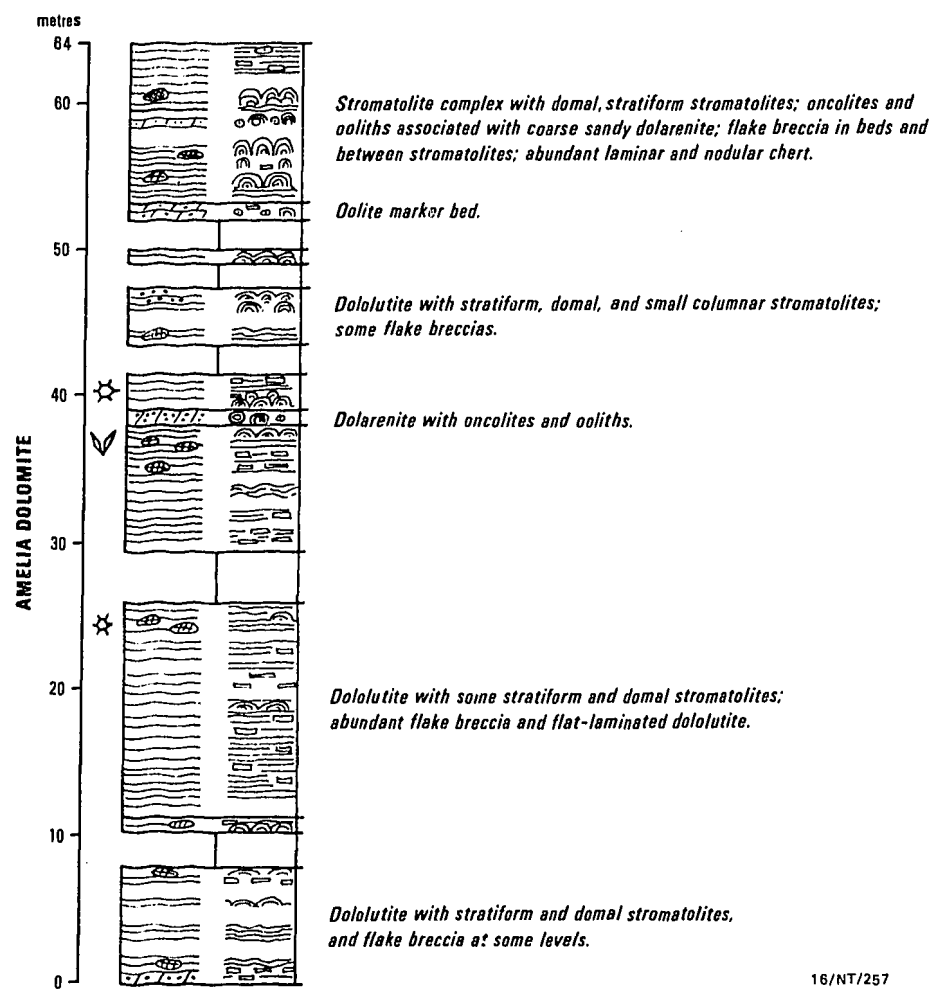 metres
64
60
Stromatolite complex with domal, stratiform stromatolites; oncolites and
ooliths associated with coarse sandy dolarenite; flake breccia in beds and
between stromatolites; abundant laminar and nodular chert.
Oolite marker bed.
50
Dololutite with stratiform, domal, and small columnar stromatolites;
some flake breccias.
40
Dolarenite with oncolites and ooliths.
AMELIA DOLOMITE
30
20
Dololutite with some stratiform and domal stromatolites;
abundant flake breccia and flat-laminated dololutite.
10
Dololutite with stratiform and domal stromatolites,
and flake breccia at some levels.
0
16/NT/257